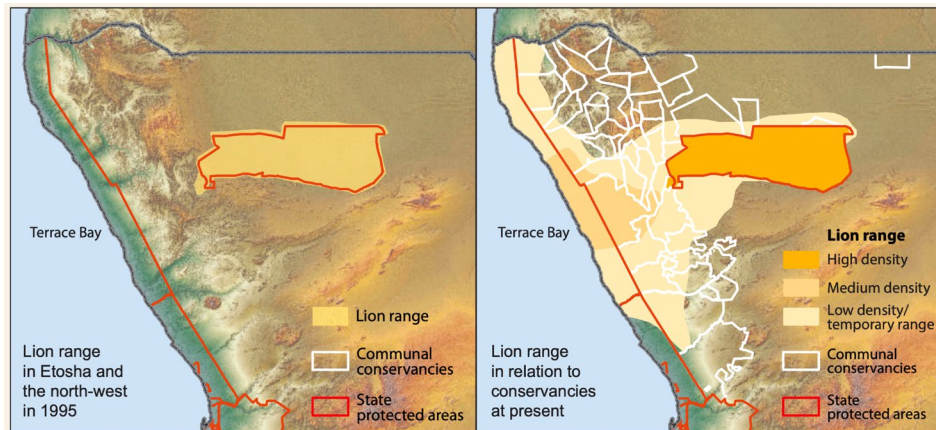 Terrace Bay
Lion range
in Etosha and
the north-west
in 1995
Lion range
Communal
conservancies
State
protected areas
Terrace Bay
Lion range
in relation to
conservancies
at present
Lion range
High density
Medium density
Low density/
temporary range
Communal
conservancies
State
protected areas